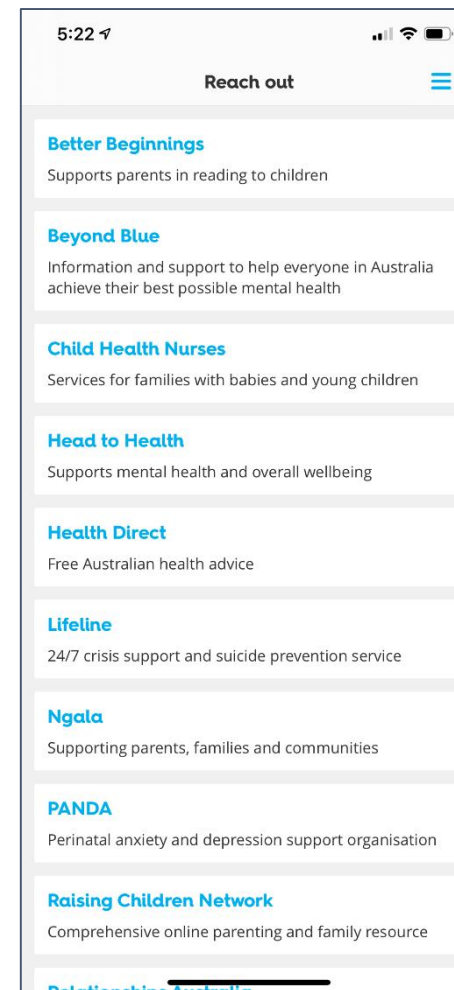 5:22
Reach out
Better Beginnings
Supports parents in reading to children
Beyond Blue
Information and support to help everyone in Australia
achieve their best possible mental health
Child Health Nurses
Services for families with babies and young children
Head to Health
Supports mental health and overall wellbeing
Health Direct
Free Australian health advice
Lifeline
24/7 crisis support and suicide prevention service
Ngala
Supporting parents, families and communities
PANDA
Perinatal anxiety and depression support organisation
Raising Children Network
Comprehensive online parenting and family resource
Relationships Australia